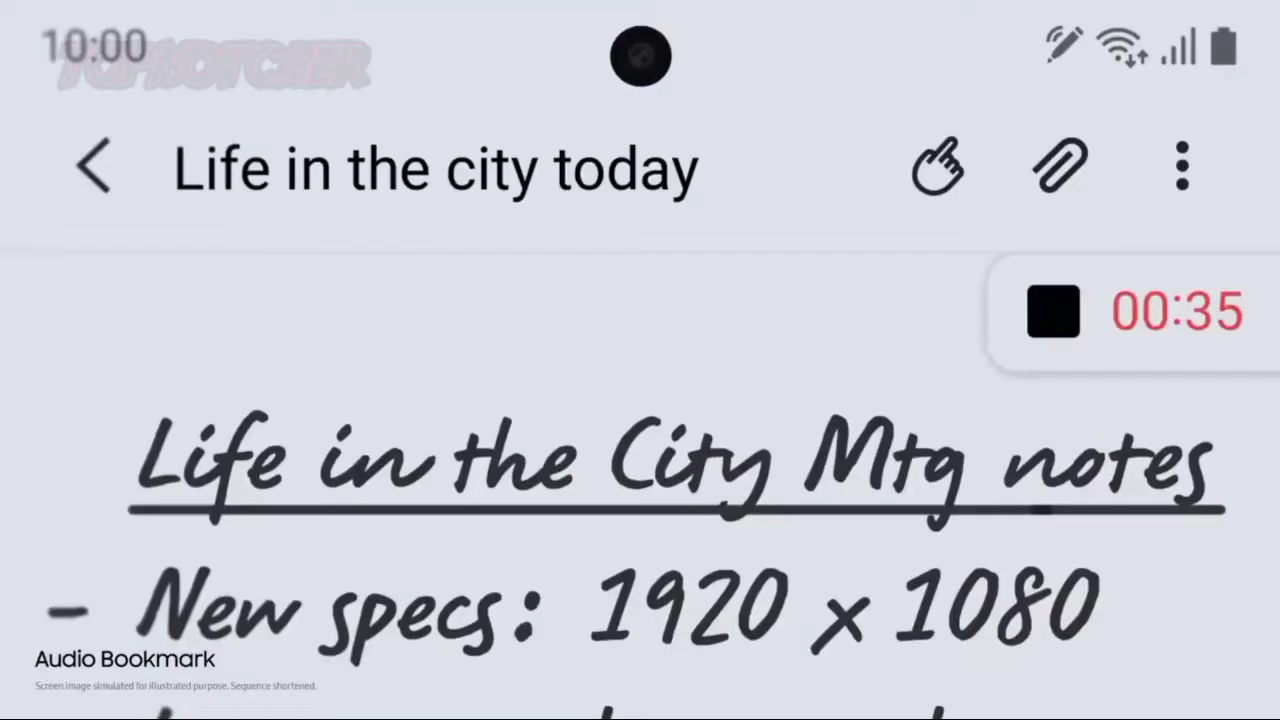 10:00
TOPNOTCHER
Life in the city today
00:35
Life in the City Mtg notes
- New specs: 1920 x 1080
Audio Bookmark
Screen image simulated for illustrated purpose. Sequence shortened.